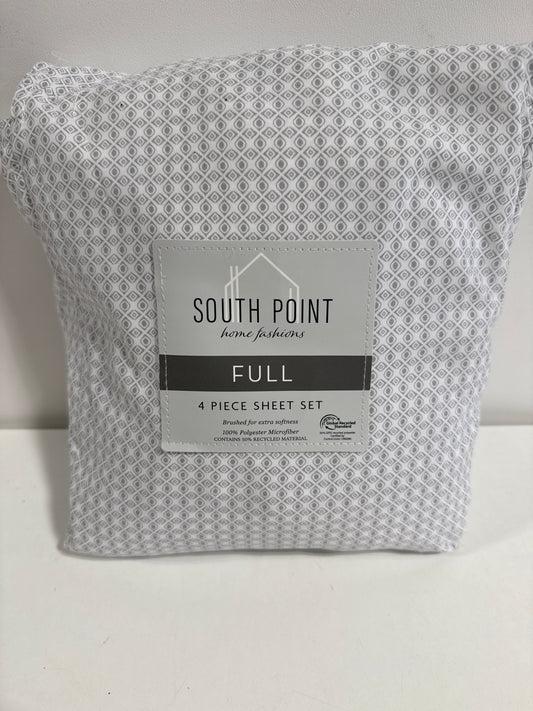 SOUTH POINT
home fashions
FULL
4 PIECE SHEET SET
Brushed for extra softness
100% Polyester Microfiber
CONTAINS 50% RECYCLED MATERIAL
Global Recycled
Standard